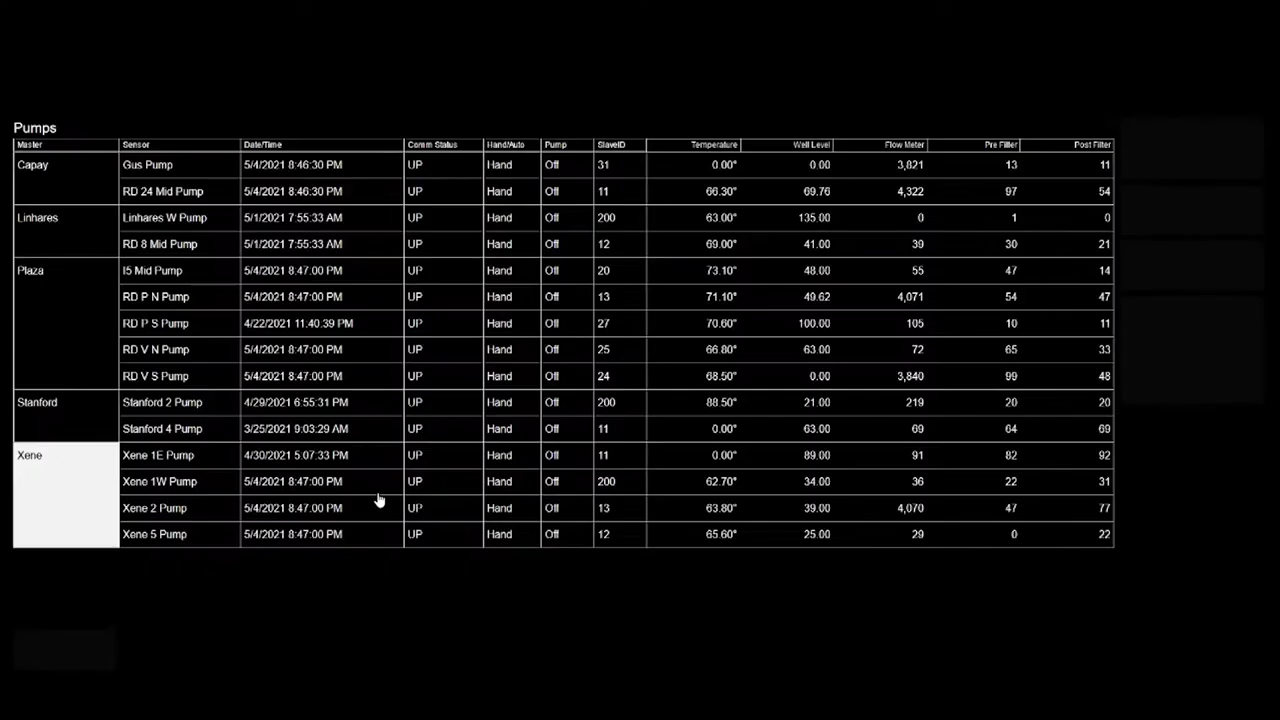 Pumps
Master Sensor Date/Time Comm Status Hand/Auto Pump SlaveID Temperature Well Level Flow Meter Pre Filter Post Filter
Capay Gus Pump 5/4/2021 8:46:30 PM UP Hand Off 31 0.00° 0.00 3,821 13 11
RD 24 Mid Pump 5/4/2021 8:46:30 PM UP Hand Off 11 66.30° 69.76 4,322 97 54
Linhares Linhares W Pump 5/1/2021 7:55:33 AM UP Hand Off 200 63.00° 135.00 0 1 0
RD 8 Mid Pump 5/1/2021 7:55:33 AM UP Hand Off 12 69.00° 41.00 39 30 21
Plaza I5 Mid Pump 5/4/2021 8:47:00 PM UP Hand Off 20 73.10° 48.00 55 47 14
RD P N Pump 5/4/2021 8:47:00 PM UP Hand Off 13 71.10° 49.62 4,071 54 47
RD P S Pump 4/22/2021 11:40:39 PM UP Hand Off 27 70.60° 100.00 105 10 11
RD V N Pump 5/4/2021 8:47:00 PM UP Hand Off 25 66.80° 63.00 72 65 33
RD V S Pump 5/4/2021 8:47:00 PM UP Hand Off 24 68.50° 0.00 3,840 99 48
Stanford Stanford 2 Pump 4/29/2021 6:55:31 PM UP Hand Off 200 88.50° 21.00 219 20 20
Stanford 4 Pump 3/25/2021 9:03:29 AM UP Hand Off 11 0.00° 63.00 69 64 69
Xene Xene 1E Pump 4/30/2021 5:07:33 PM UP Hand Off 11 0.00° 89.00 91 82 92
Xene 1W Pump 5/4/2021 8:47:00 PM UP Hand Off 200 62.70° 34.00 36 22 31
Xene 2 Pump 5/4/2021 8:47:00 PM UP Hand Off 13 63.80° 39.00 4,070 47 77
Xene 5 Pump 5/4/2021 8:47:00 PM UP Hand Off 12 65.60° 25.00 29 0 22